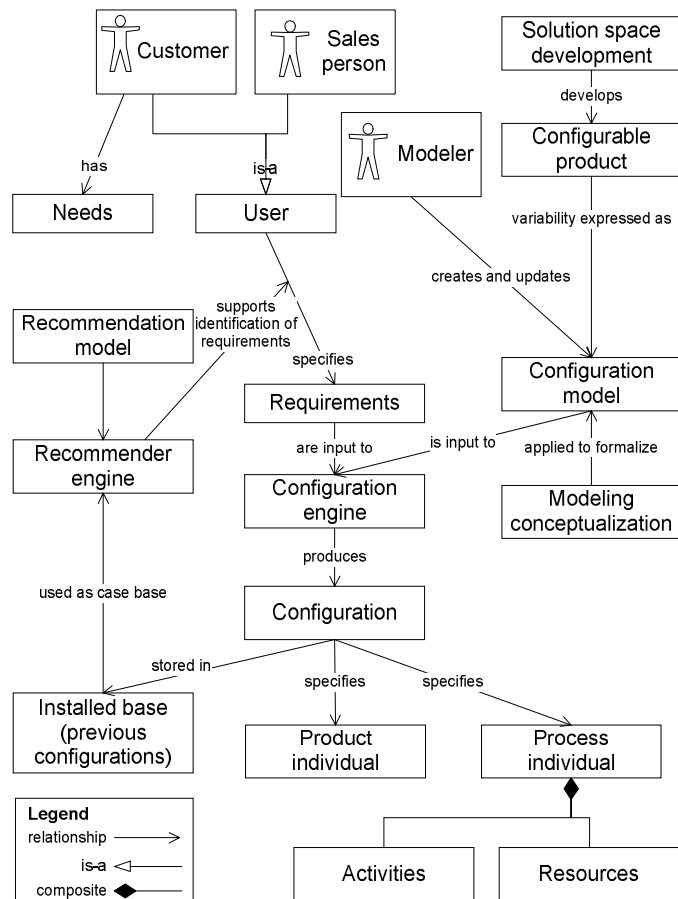 Customer
Sales
person
Solution space
development
develops
Configurable
product
Modeler
has
is-a
Needs
User
variability expressed as
creates and updates
supports
identification of
requirements
Recommendation
model
specifies
Configuration
model
Requirements
are input to
is input to
applied to formalize
Recommender
engine
Configuration
engine
Modeling
conceptualization
produces
used as case base
Configuration
stored in
specifies
specifies
Installed base
(previous
configurations)
Product
individual
Process
individual
Legend
relationship
is-a
composite
Activities
Resources